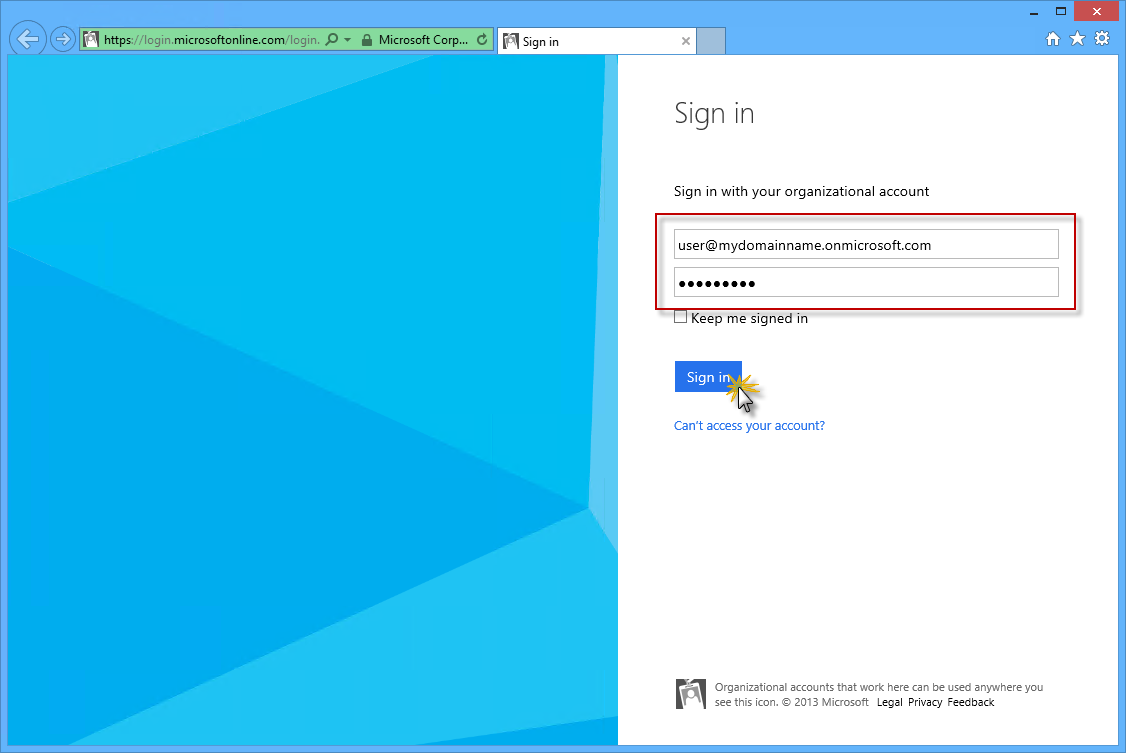 https://login.microsoftonline.com/login.
Microsoft Corp...
Sign in
Sign in
Sign in with your organizational account
user@mydomainname.onmicrosoft.com
•••••••••
Keep me signed in
Sign in
Can't access your account?
Organizational accounts that work here can be used anywhere you
see this icon. © 2013 Microsoft Legal Privacy Feedback